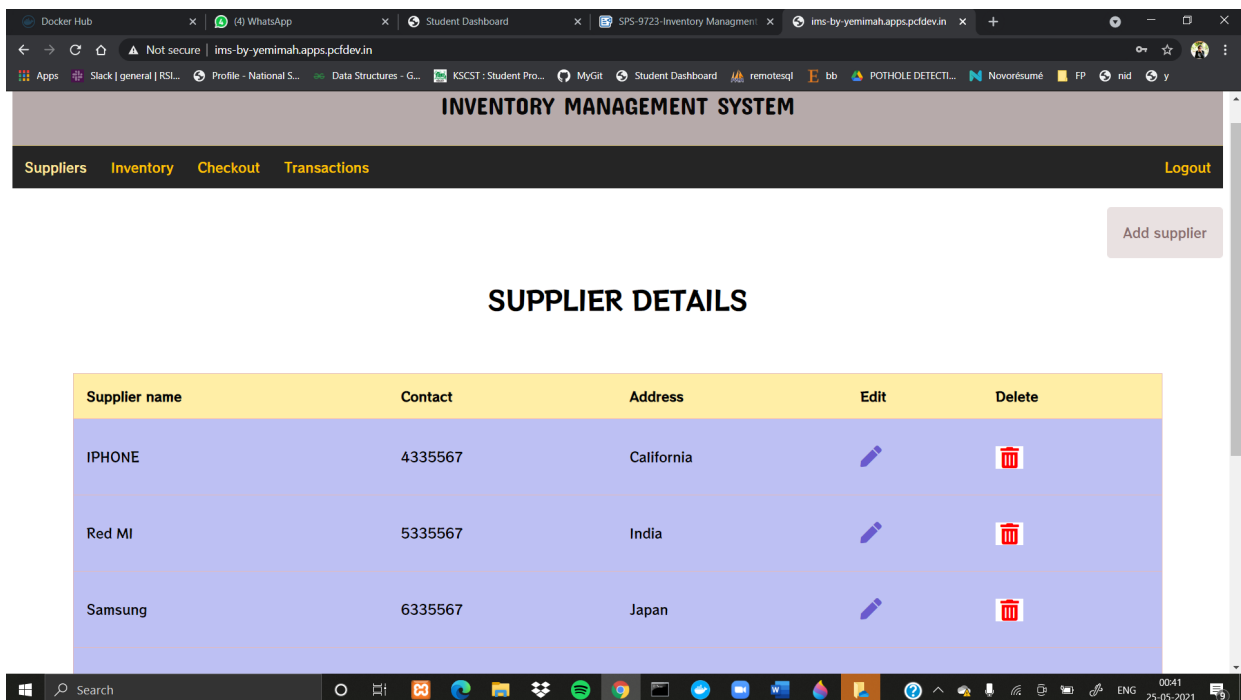 Docker Hub (4) WhatsApp Student Dashboard SPS-9723-Inventory Managment ims-by-yemimah.apps.pcfdev.in
Not secure | ims-by-yemimah.apps.pcfdev.in
Apps Slack | general | RSI... Profile - National S... Data Structures - G... KSCST : Student Pro... MyGit Student Dashboard remotesql bb POTHOLE DETECTI... Novorésumé FP nid y
INVENTORY MANAGEMENT SYSTEM
Suppliers Inventory Checkout Transactions Logout
Add supplier
SUPPLIER DETAILS
Supplier name Contact Address Edit Delete
IPHONE 4335567 California
Red MI 5335567 India
Samsung 6335567 Japan
Search ENG 00:41
25-05-2021 9